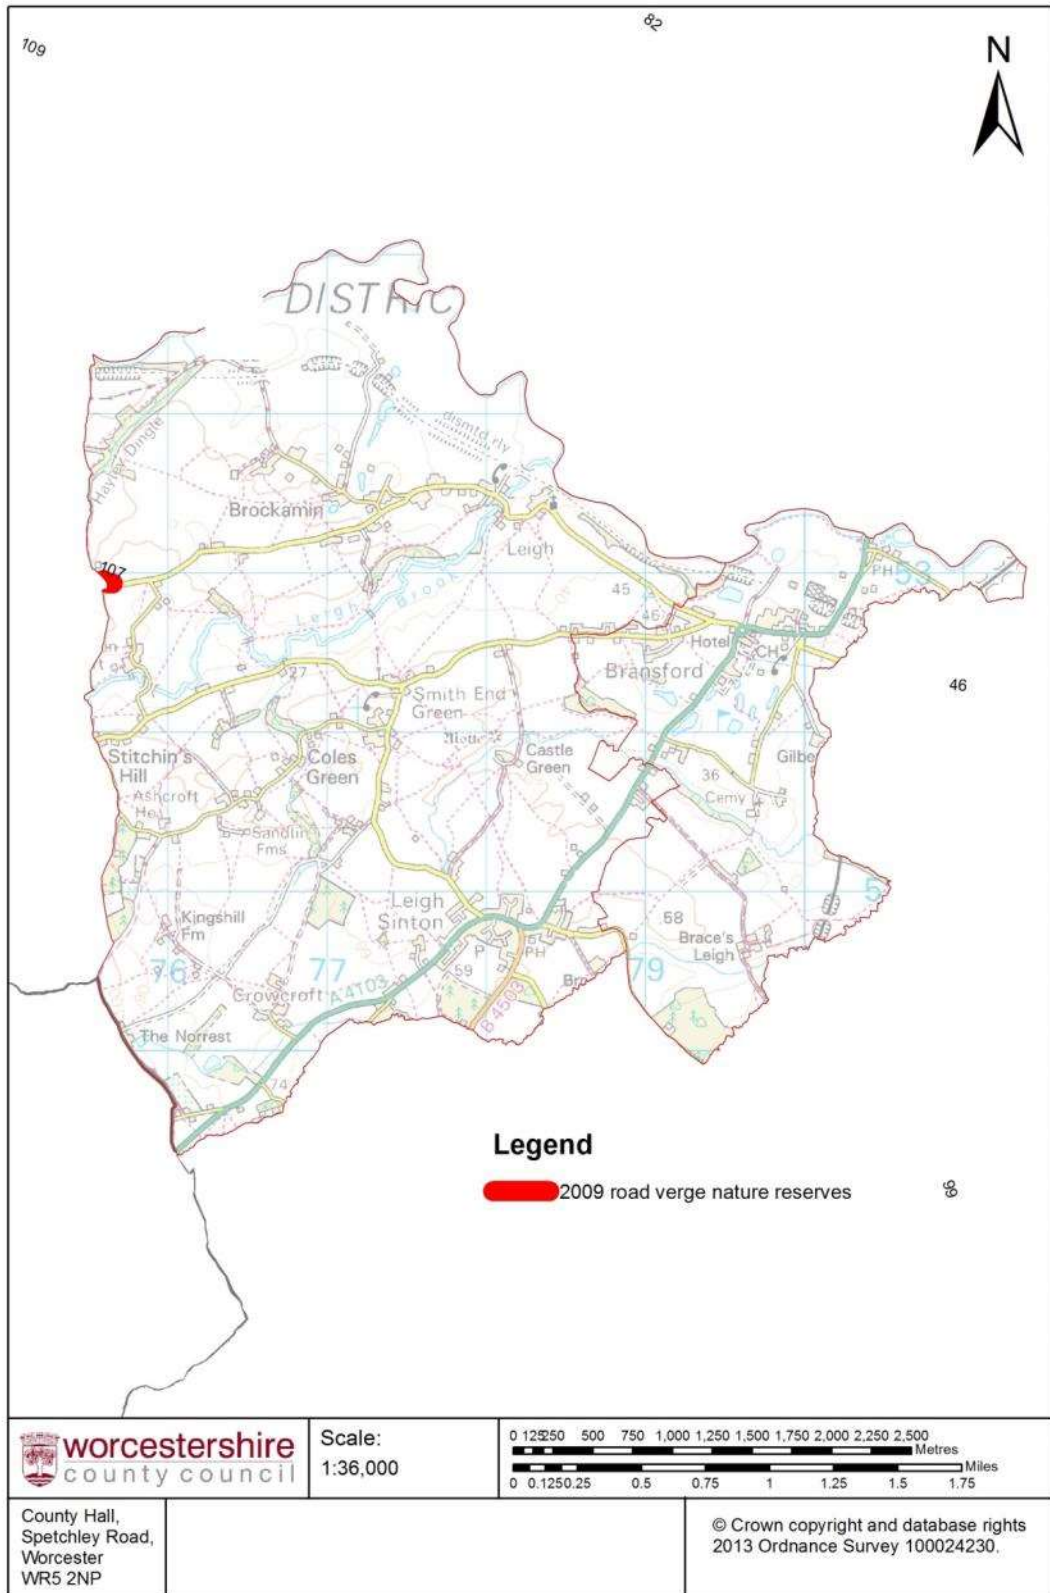 109
82
N
DISTRIC
Hayley Dingle
dismtd rly
Brockamin
Leigh
107
PH
53
Leigh Brook
45
46
Hotel
CH
Bransford
46
27
Smith End
Green
Castle
Green
Stitchin's
Hill
Coles
Green
Gilbe
36
Cemy
Ashcroft
Ho
Sandlin
Fms
Leigh
Sinton
5
Kingshill
Fm
58
Brace's
Leigh
P
PH
59
76
77
79
Br
Crowcroft
A 4103
B 4503
The Norrest
74
Legend
2009 road verge nature reserves
66
worcestershire
county council
Scale:
1:36,000
0 125250 500 750 1,000 1,250 1,500 1,750 2,000 2,250 2,500
Metres
Miles
0 0.1250.25 0.5 0.75 1 1.25 1.5 1.75
County Hall,
Spetchley Road,
Worcester
WR5 2NP
© Crown copyright and database rights
2013 Ordnance Survey 100024230.